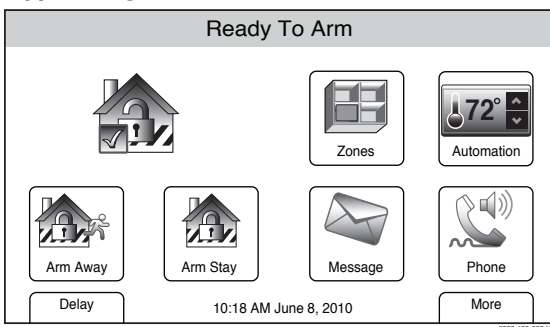 Ready To Arm
72°
Zones
Automation
Arm Away
Arm Stay
Message
Phone
Delay
10:18 AM June 8, 2010
More